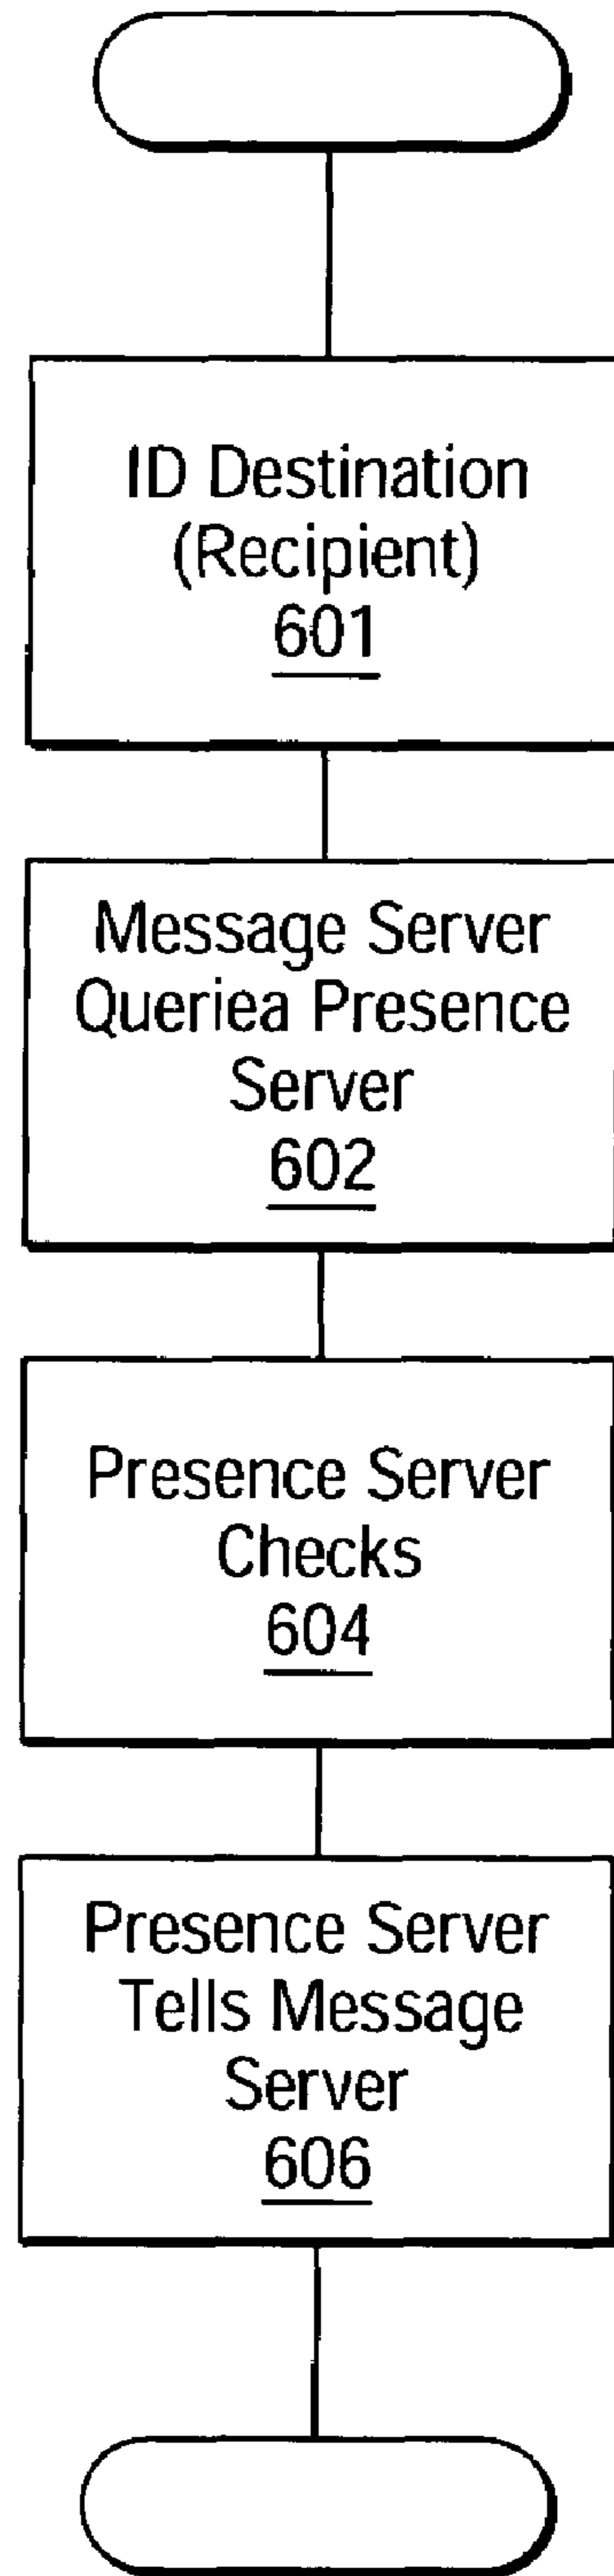 ID Destination
(Recipient)
601
Message Server
Queriea Presence
Server
602
Presence Server
Checks
604
Presence Server
Tells Message
Server
606